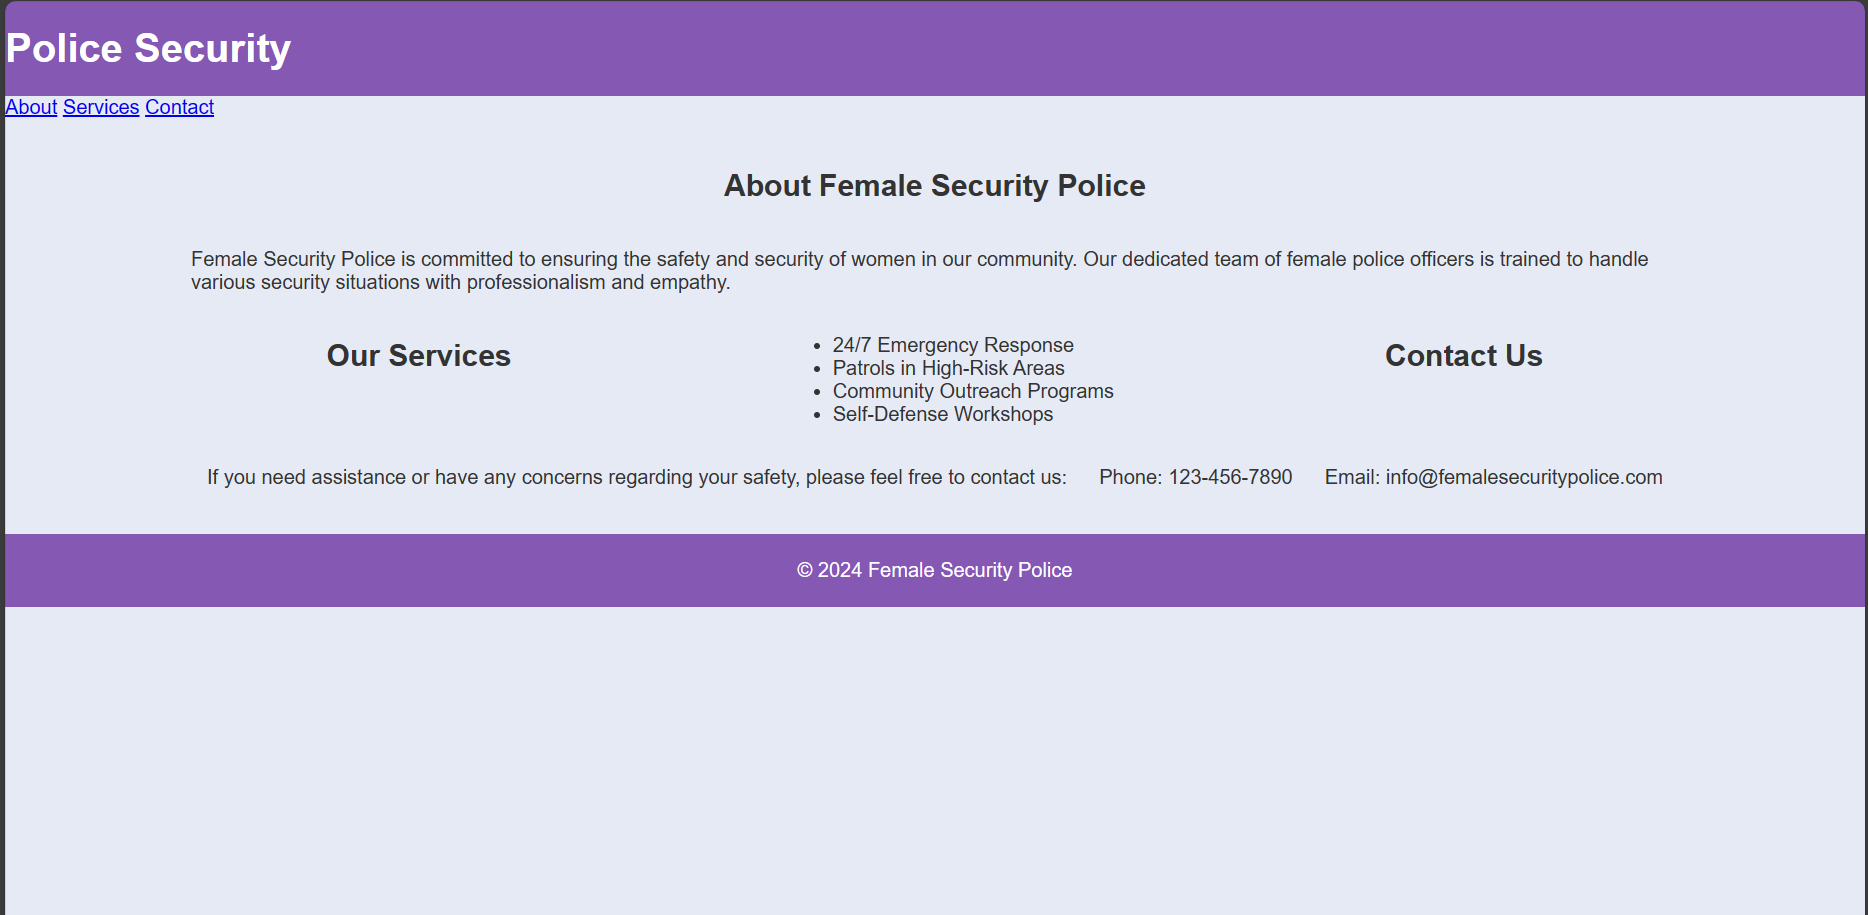 Police Security
About Services Contact
About Female Security Police
Female Security Police is committed to ensuring the safety and security of women in our community. Our dedicated team of female police officers is trained to handle
various security situations with professionalism and empathy.
Our Services
24/7 Emergency Response
Patrols in High-Risk Areas
Community Outreach Programs
Self-Defense Workshops
Contact Us
If you need assistance or have any concerns regarding your safety, please feel free to contact us: Phone: 123-456-7890 Email: info@femalesecuritypolice.com
© 2024 Female Security Police